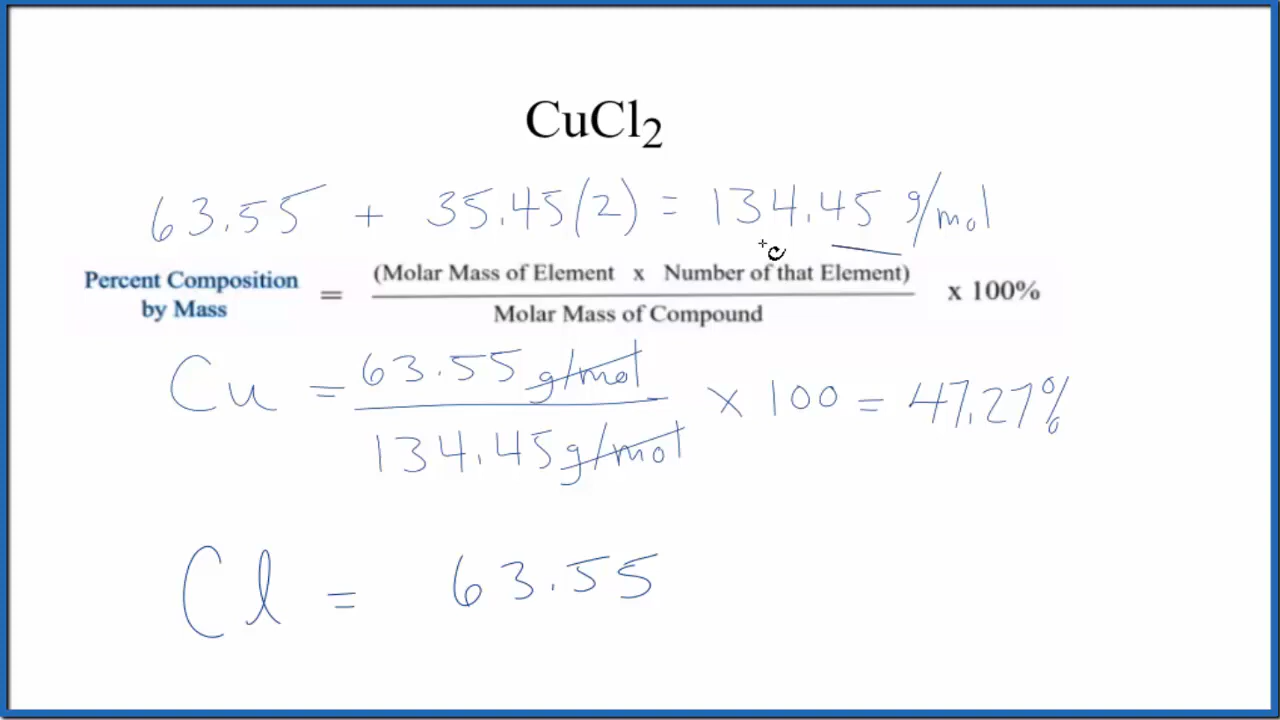 CuCl2
63.55 + 35.45(2) = 134.45 g/mol
Percent Composition by Mass = (Molar Mass of Element x Number of that Element) x 100%
Molar Mass of Compound
Cu = 63.55 g/mol x 100 = 47.27%
134.45 g/mol
Cl = 63.55